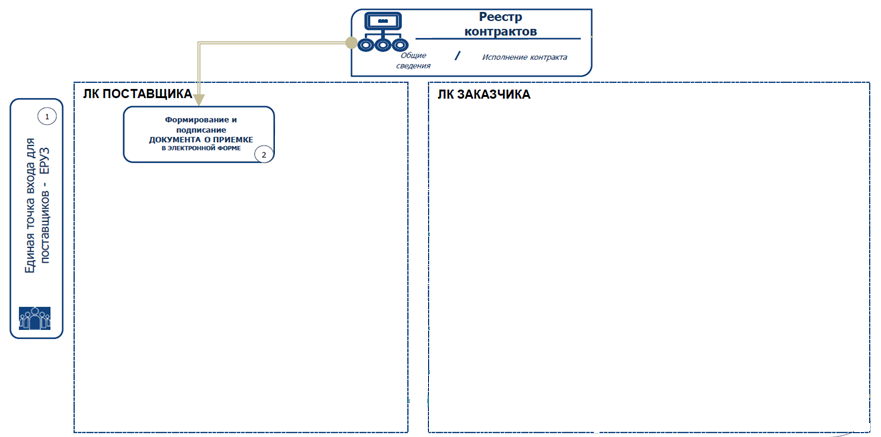 Реестр
контрактов
Общие
сведения
/
Исполнение контракта
ЛК ПОСТАВЩИКА
ЛК ЗАКАЗЧИКА
1
Единая точка входа для
поставщиков - ЕРУЗ
Формирование и
подписание
ДОКУМЕНТА О ПРИЕМКЕ
В ЭЛЕКТРОННОЙ ФОРМЕ
2